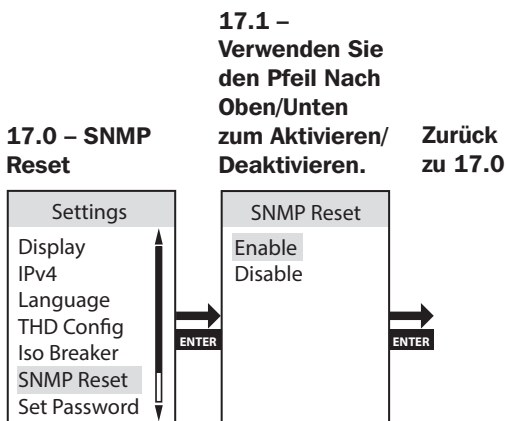 17.0 – SNMP
Reset
17.1 –
Verwenden Sie
den Pfeil Nach
Oben/Unten
zum Aktivieren/
Deaktivieren.
Zurück
zu 17.0
Settings
Display
IPv4
Language
THD Config
Iso Breaker
SNMP Reset
Set Password
ENTER
SNMP Reset
Enable
Disable
ENTER